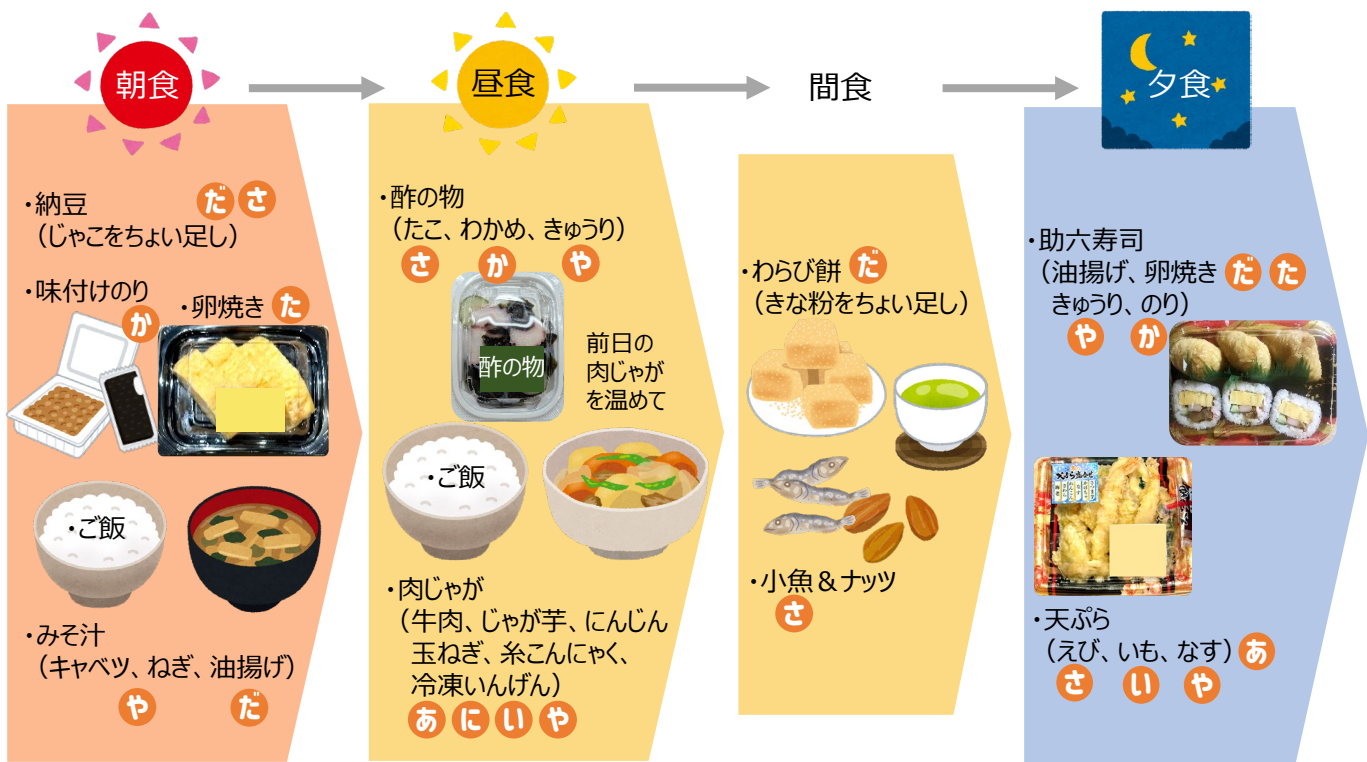 朝食
昼食
間食
夕食
・納豆 だ さ
（じゃこをちょい足し）
・味付けのり
か
・卵焼き た
・ご飯
・みそ汁
（キャベツ、ねぎ、油揚げ）
や だ
・酢の物
（たこ、わかめ、きゅうり）
さ か や
酢の物
前日の
肉じゃが
を温めて
・ご飯
・肉じゃが
（牛肉、じゃが芋、にんじん
玉ねぎ、糸こんにゃく、
冷凍いんげん）
あ に い や
・わらび餅 だ
（きな粉をちょい足し）
・小魚＆ナッツ
さ
・助六寿司
（油揚げ、卵焼き だ た
きゅうり、のり）
や か
・天ぷら
（えび、いも、なす） あ
さ い や